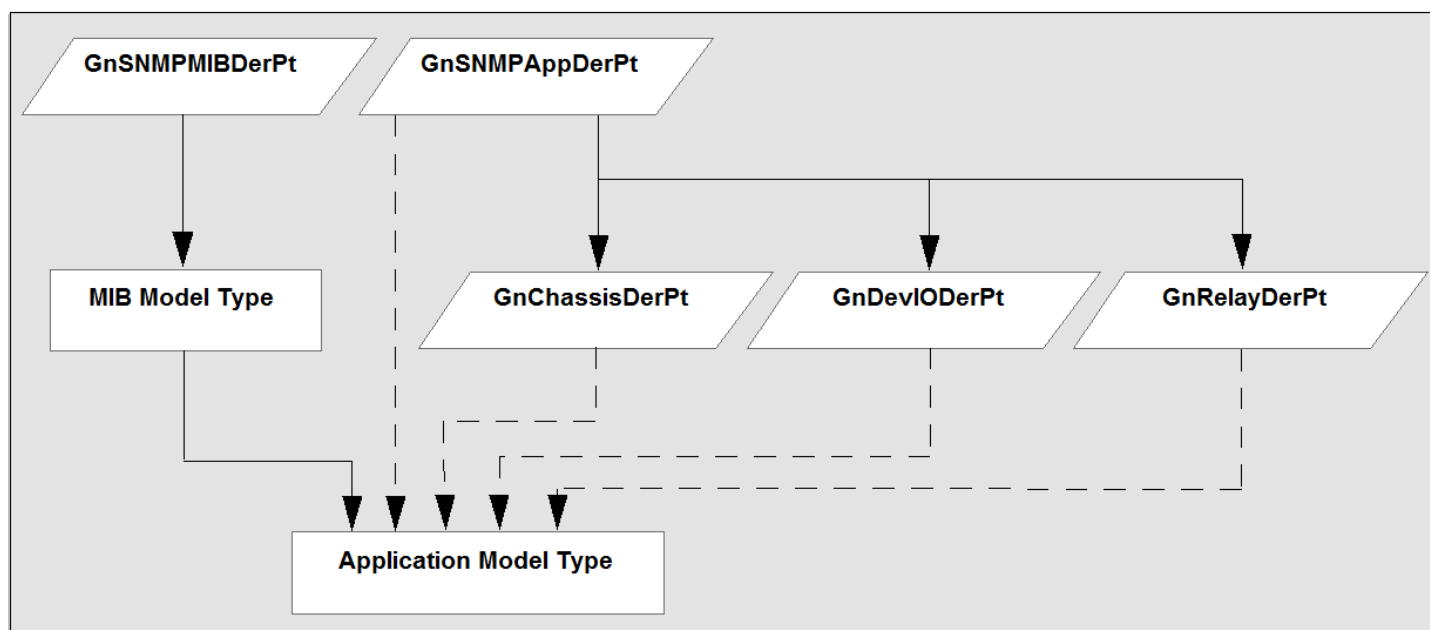 GnSNMPMIBDerPt
GnSNMPAppDerPt
MIB Model Type
GnChassisDerPt
GnDevIODerPt
GnRelayDerPt
Application Model Type